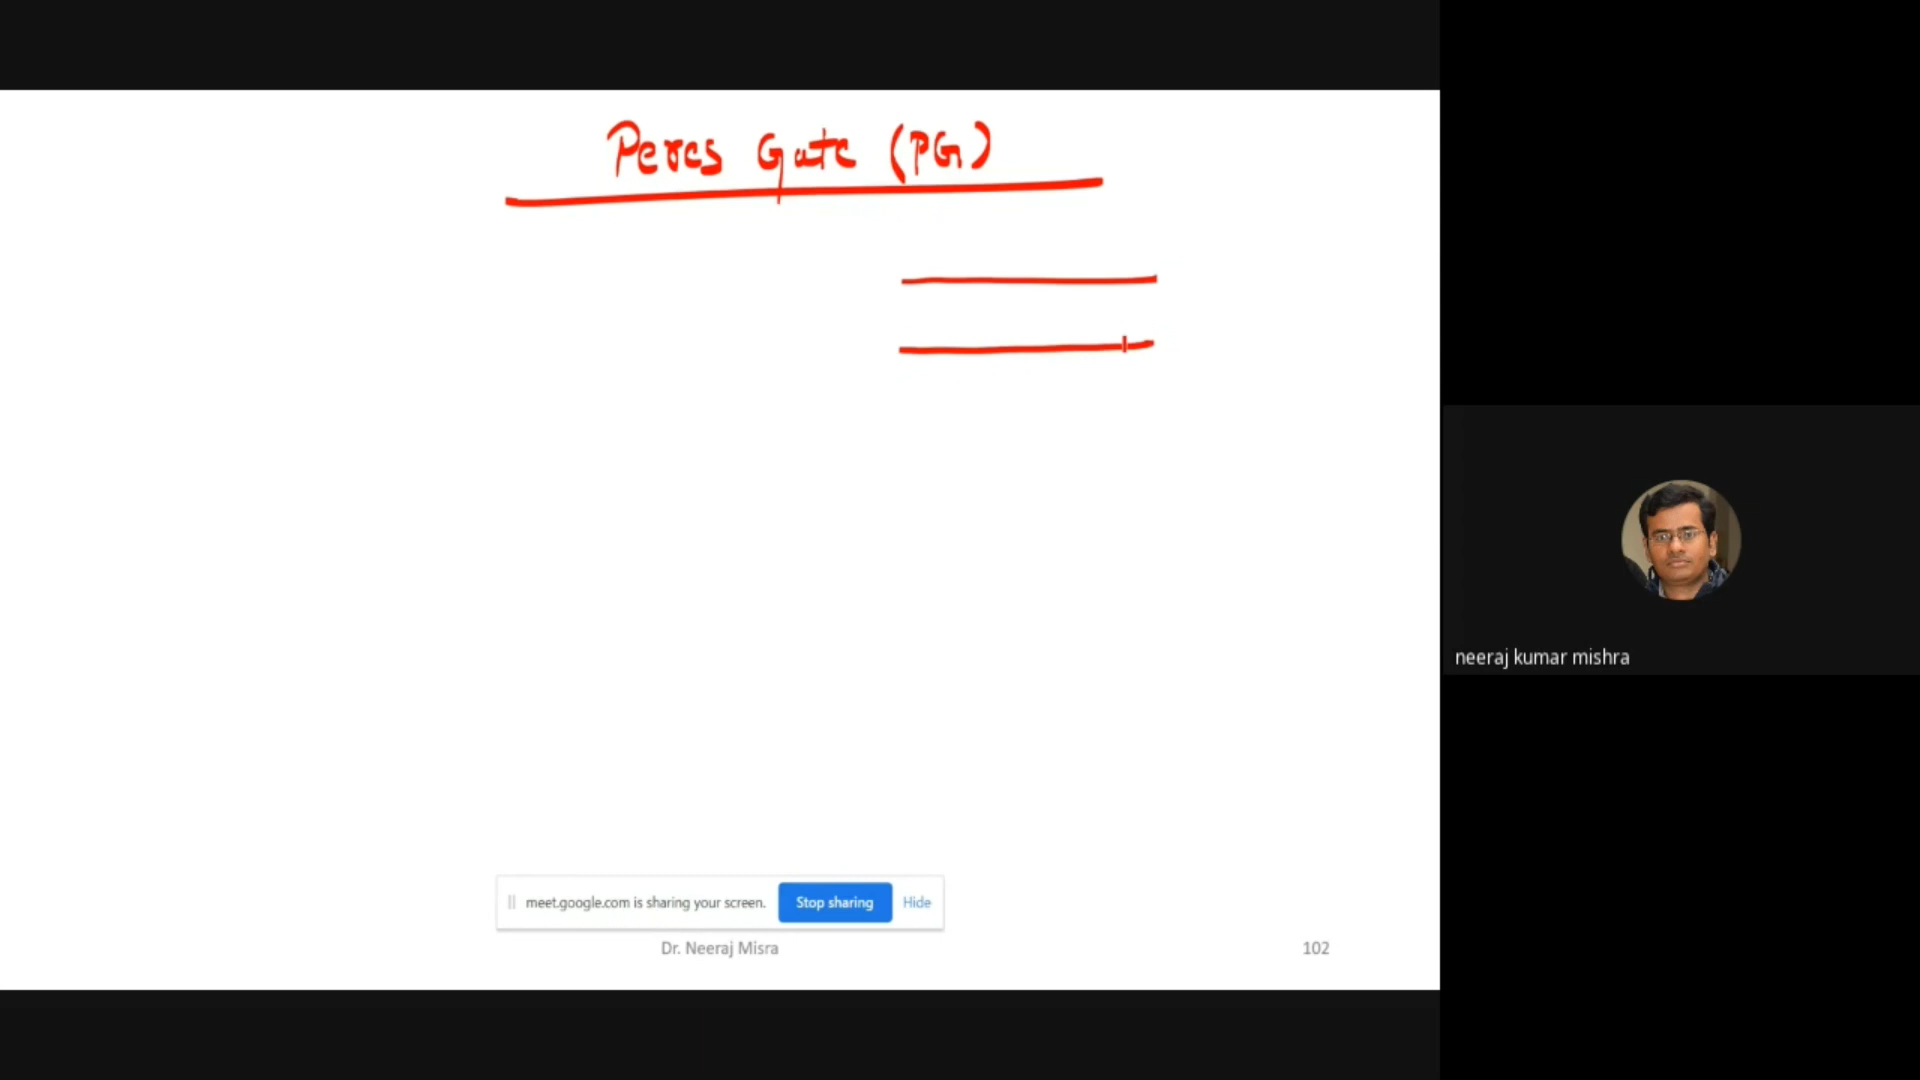 Peres Gate (PG)
meet.google.com is sharing your screen. Stop sharing Hide
Dr. Neeraj Misra 102
neeraj kumar mishra